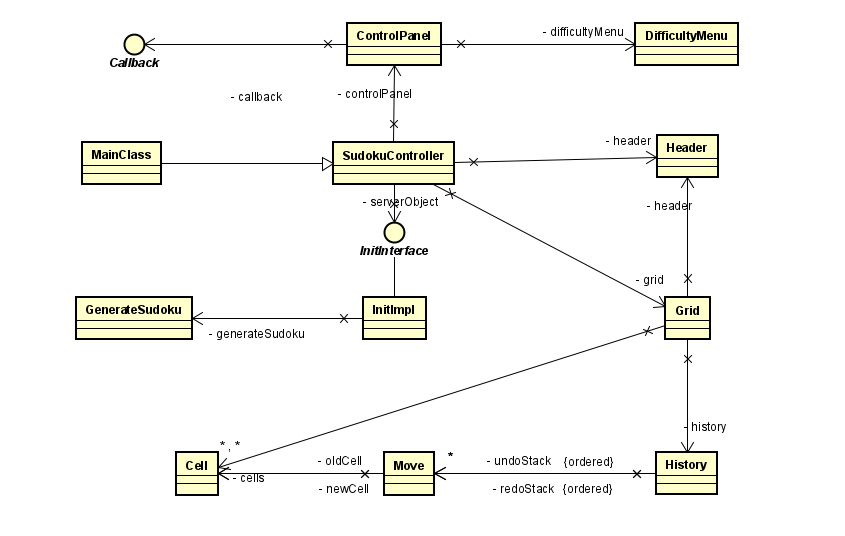 ControlPanel
- difficultyMenu
DifficultyMenu
Callback
- callback
- controlPanel
MainClass
SudokuController
- header
Header
- serverObject
- header
InitInterface
- grid
GenerateSudoku
- generateSudoku
InitImpl
Grid
- history
* , *
Cell
- cells
- oldCell
- newCell
Move
*
- undoStack {ordered}
- redoStack {ordered}
History